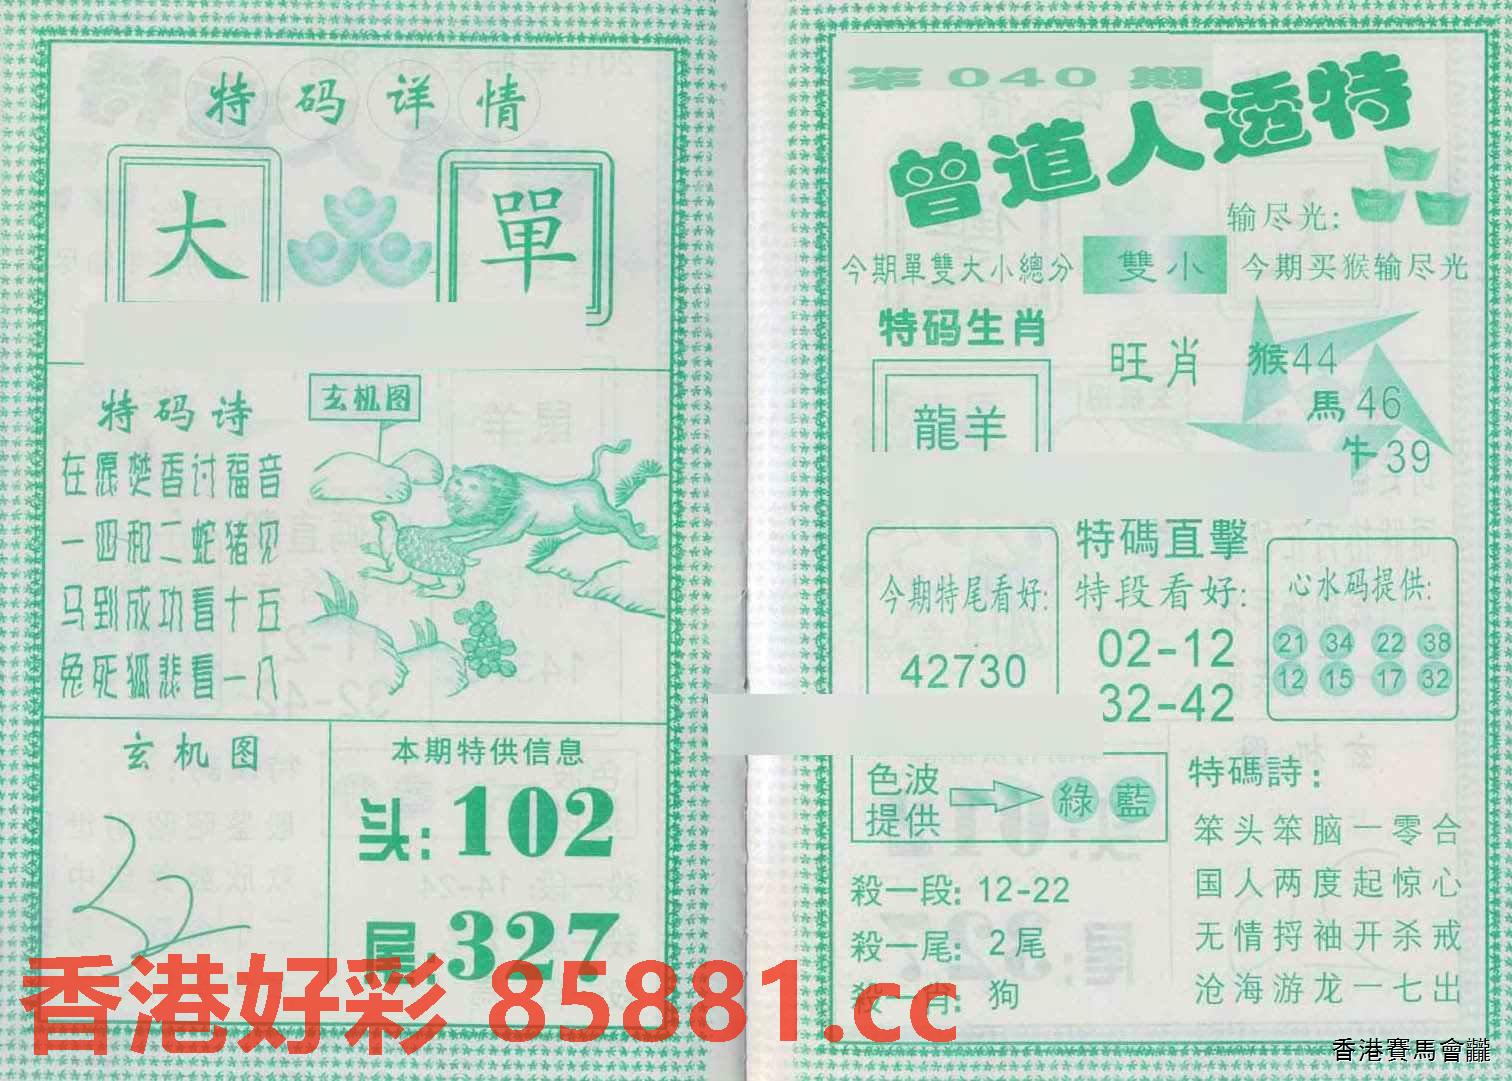 特码详情
大 單
特码诗
玄机图
在愿焚香讨福音
一四和二蛇猪见
马到成功看十五
兔死狐悲看一八
玄机图
本期特供信息
头:102
尾:327
第040期
曾道人透特
输尽光:
今期單雙大小總分 雙小 今期买猴输尽光
特码生肖
旺肖
龍羊
猴44
馬46
牛39
特碼直擊
今期特尾看好:
42730
特段看好:
02-12
32-42
心水码提供:
21 34 22 38
12 15 17 32
色波提供 綠 藍
特碼詩:
笨头笨脑一零合
国人两度起惊心
无情捋袖开杀戒
沧海游龙一七出
殺一段: 12-22
殺一尾: 2尾
殺一肖: 狗
香港好彩 85881.cc